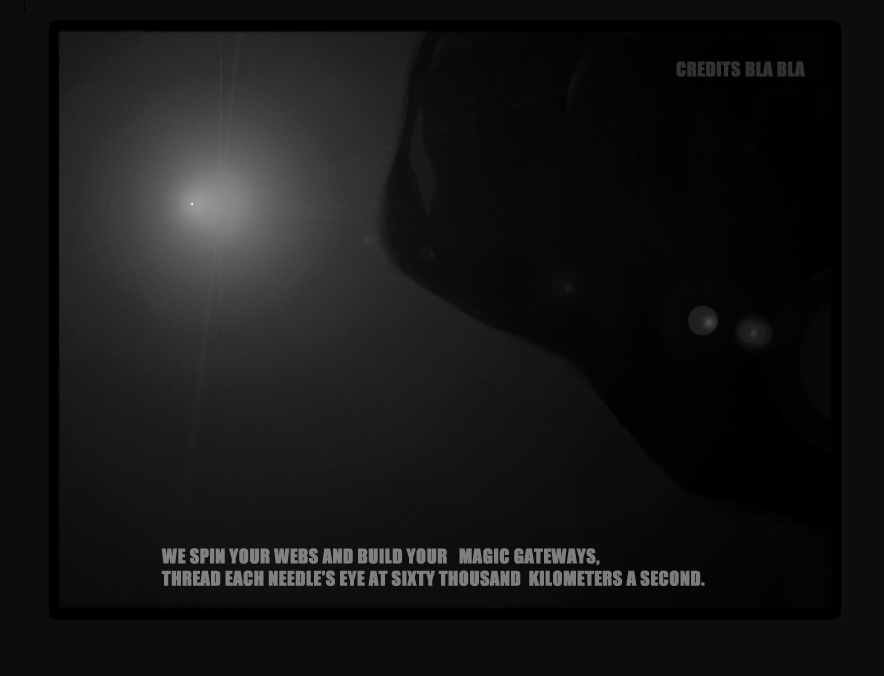 CREDITS BLA BLA
WE SPIN YOUR WEBS AND BUILD YOUR MAGIC GATEWAYS,
THREAD EACH NEEDLE'S EYE AT SIXTY THOUSAND KILOMETERS A SECOND.